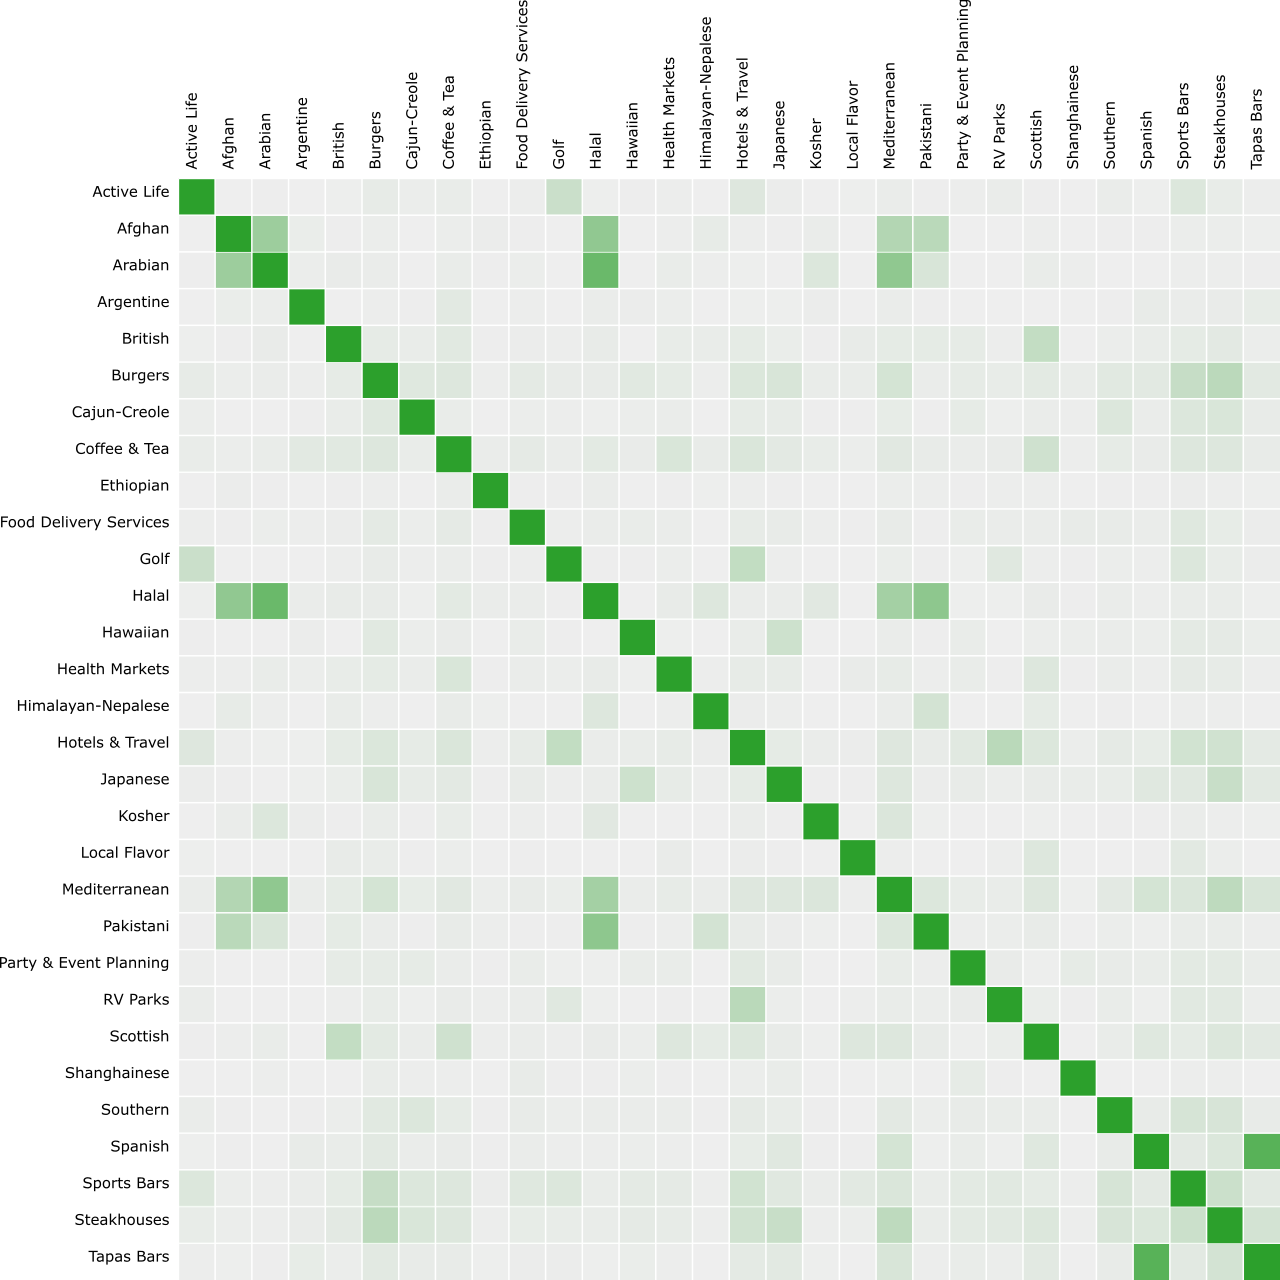 Active Life
Afghan
Arabian
Argentine
British
Burgers
Cajun-Creole
Coffee & Tea
Ethiopian
Food Delivery Services
Golf
Halal
Hawaiian
Health Markets
Himalayan-Nepalese
Hotels & Travel
Japanese
Kosher
Local Flavor
Mediterranean
Pakistani
Party & Event Planning
RV Parks
Scottish
Shanghainese
Southern
Spanish
Sports Bars
Steakhouses
Tapas Bars
Active Life
Afghan
Arabian
Argentine
British
Burgers
Cajun-Creole
Coffee & Tea
Ethiopian
Food Delivery Services
Golf
Halal
Hawaiian
Health Markets
Himalayan-Nepalese
Hotels & Travel
Japanese
Kosher
Local Flavor
Mediterranean
Pakistani
Party & Event Planning
RV Parks
Scottish
Shanghainese
Southern
Spanish
Sports Bars
Steakhouses
Tapas Bars